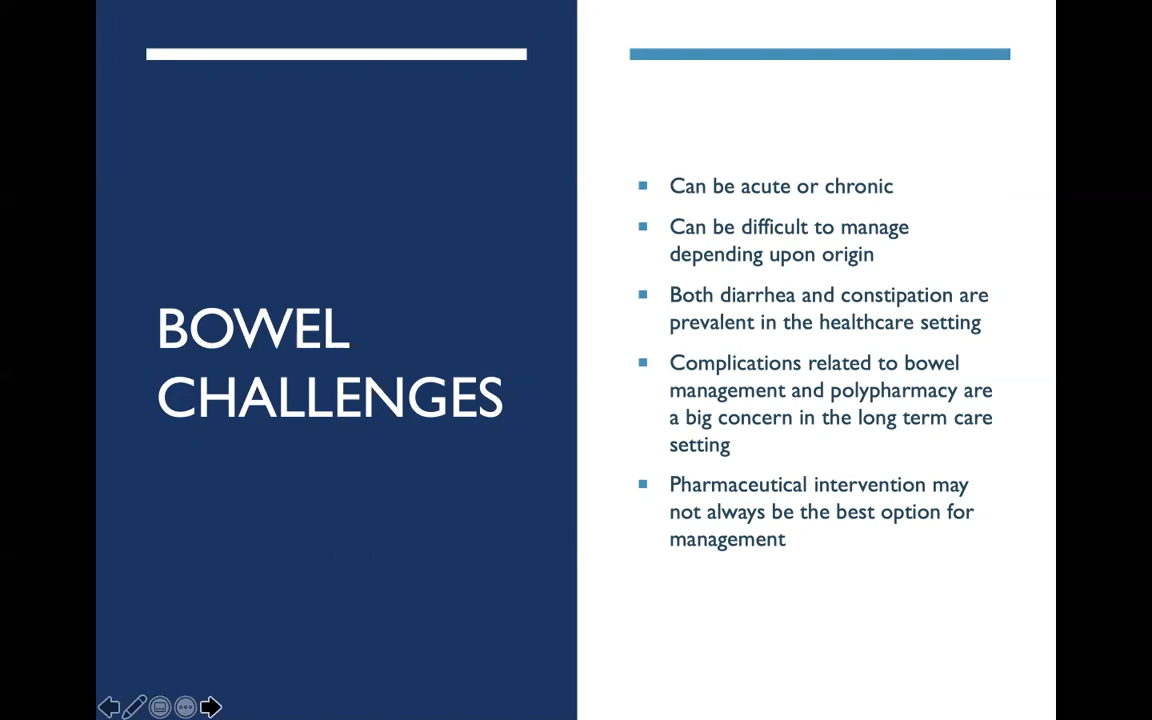 BOWEL
CHALLENGES
Can be acute or chronic
Can be difficult to manage
depending upon origin
Both diarrhea and constipation are
prevalent in the healthcare setting
Complications related to bowel
management and polypharmacy are
a big concern in the long term care
setting
Pharmaceutical intervention may
not always be the best option for
management